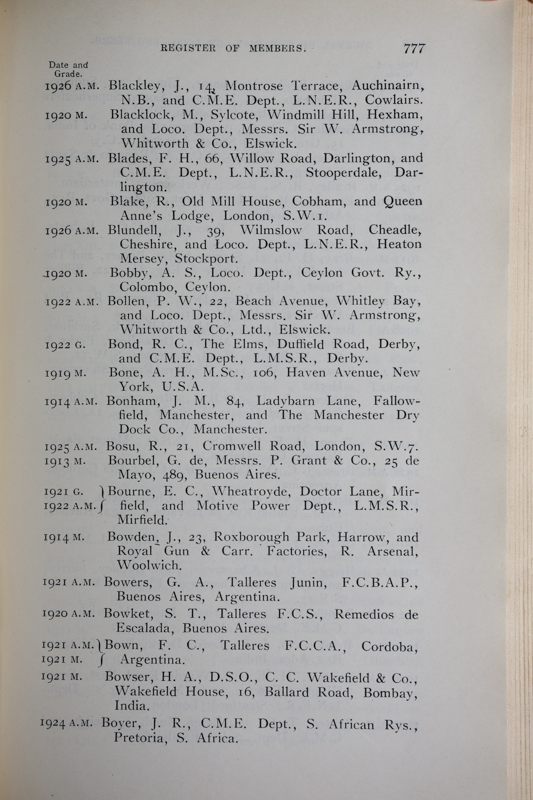 REGISTER OF MEMBERS. 777
Date and
Grade.
1926 A.M. Blackley, J., 14, Montrose Terrace, Auchinairn,
N.B., and C.M.E. Dept., L.N.E.R., Cowlairs.
1920 M. Blacklock, M., Sylcote, Windmill Hill, Hexham,
and Loco. Dept., Messrs. Sir W. Armstrong,
Whitworth & Co., Elswick.
1925 A.M. Blades, F. H., 66, Willow Road, Darlington, and
C.M.E. Dept., L.N.E.R., Stooperdale, Dar-
lington.
1920 M. Blake, R., Old Mill House, Cobham, and Queen
Anne's Lodge, London, S.W.1.
1926 A.M. Blundell, J., 39, Wilmslow Road, Cheadle,
Cheshire, and Loco. Dept., L.N.E.R., Heaton
Mersey, Stockport.
1920 M. Bobby, A. S., Loco. Dept., Ceylon Govt. Ry.,
Colombo, Ceylon.
1922 A.M. Bollen, P. W., 22, Beach Avenue, Whitley Bay,
and Loco. Dept., Messrs. Sir W. Armstrong,
Whitworth & Co., Ltd., Elswick.
1922 G. Bond, R. C., The Elms, Duffield Road, Derby,
and C.M.E. Dept., L.M.S.R., Derby.
1919 M. Bone, A. H., M.Sc., 106, Haven Avenue, New
York, U.S.A.
1914 A.M. Bonham, J. M., 84, Ladybarn Lane, Fallow-
field, Manchester, and The Manchester Dry
Dock Co., Manchester.
1925 A.M. Bosu, R., 21, Cromwell Road, London, S.W.7.
1913 M. Bourbel, G. de, Messrs. P. Grant & Co., 25 de
Mayo, 489, Buenos Aires.
1921 G. } Bourne, E. C., Wheatroyde, Doctor Lane, Mir-
1922 A.M. } field, and Motive Power Dept., L.M.S.R.,
Mirfield.
1914 M. Bowden, J., 23, Roxborough Park, Harrow, and
Royal Gun & Carr. Factories, R. Arsenal,
Woolwich.
1921 A.M. Bowers, G. A., Talleres Junin, F.C.B.A.P.,
Buenos Aires, Argentina.
1920 A.M. Bowket, S. T., Talleres F.C.S., Remedios de
Escalada, Buenos Aires.
1921 A.M. } Bown, F. C., Talleres F.C.C.A., Cordoba,
1921 M. } Argentina.
1921 M. Bowser, H. A., D.S.O., C. C. Wakefield & Co.,
Wakefield House, 16, Ballard Road, Bombay,
India.
1924 A.M. Boyer, J. R., C.M.E. Dept., S. African Rys.,
Pretoria, S. Africa.